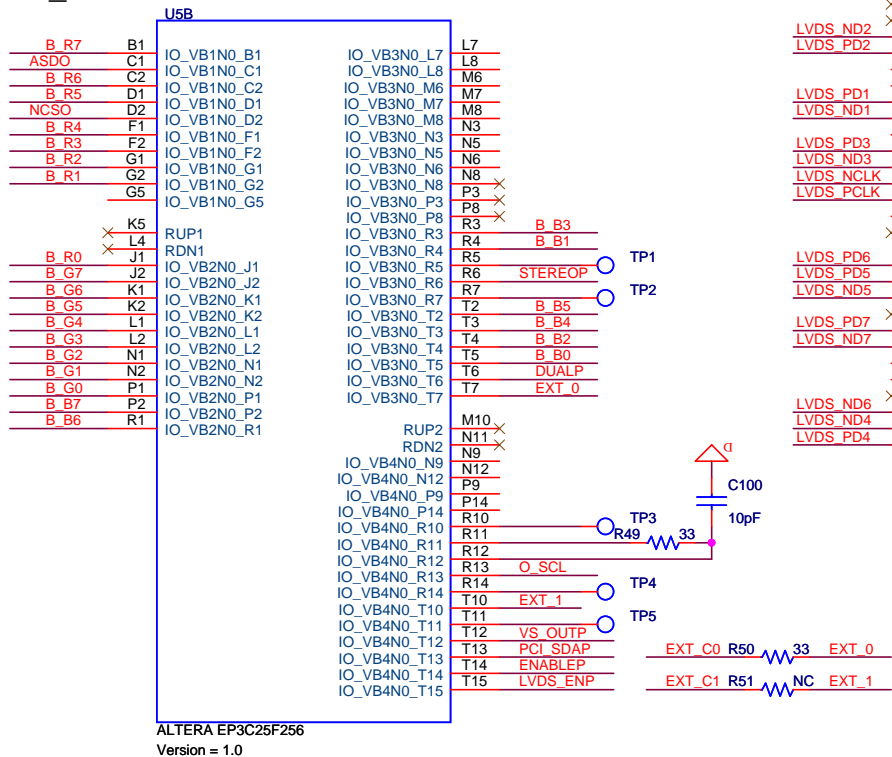 U5B
B_R7 B1 IO_VB1N0_B1
ASDO C1 IO_VB1N0_C1
B_R6 C2 IO_VB1N0_C2
B_R5 D1 IO_VB1N0_D1
NCSO D2 IO_VB1N0_D2
B_R4 F1 IO_VB1N0_F1
B_R3 F2 IO_VB1N0_F2
B_R2 G1 IO_VB1N0_G1
B_R1 G2 IO_VB1N0_G2
G5 IO_VB1N0_G5
K5 RUP1
L4 RDN1
B_R0 J1 IO_VB2N0_J1
B_G7 J2 IO_VB2N0_J2
B_G6 K1 IO_VB2N0_K1
B_G5 K2 IO_VB2N0_K2
B_G4 L1 IO_VB2N0_L1
B_G3 L2 IO_VB2N0_L2
B_G2 N1 IO_VB2N0_N1
B_G1 N2 IO_VB2N0_N2
B_G0 P1 IO_VB2N0_P1
B_B7 P2 IO_VB2N0_P2
B_B6 R1 IO_VB2N0_R1
IO_VB3N0_L7 L7
IO_VB3N0_L8 L8
IO_VB3N0_M6 M6
IO_VB3N0_M7 M7
IO_VB3N0_M8 M8
IO_VB3N0_N3 N3
IO_VB3N0_N5 N5
IO_VB3N0_N6 N6
IO_VB3N0_N8 N8
IO_VB3N0_P3 P3
IO_VB3N0_P8 P8
IO_VB3N0_R3 R3 B_B3
IO_VB3N0_R4 R4 B_B1
IO_VB3N0_R5 R5 TP1
IO_VB3N0_R6 R6 STEREOP
IO_VB3N0_R7 R7 TP2
IO_VB3N0_T2 T2 B_B5
IO_VB3N0_T3 T3 B_B4
IO_VB3N0_T4 T4 B_B2
IO_VB3N0_T5 T5 B_B0
IO_VB3N0_T6 T6 DUALP
IO_VB3N0_T7 T7 EXT_0
RUP2 M10
RDN2 N11
IO_VB4N0_N9 N9
IO_VB4N0_N12 N12
IO_VB4N0_P9 P9
IO_VB4N0_P14 P14
IO_VB4N0_R10 R10 TP3
IO_VB4N0_R11 R11 R49 33
IO_VB4N0_R12 R12
IO_VB4N0_R13 R13 O_SCL
IO_VB4N0_R14 R14 TP4
IO_VB4N0_T10 T10 EXT_1
IO_VB4N0_T11 T11 TP5
IO_VB4N0_T12 T12 VS_OUTP
IO_VB4N0_T13 T13 PCI_SDAP
IO_VB4N0_T14 T14 ENABLEP
IO_VB4N0_T15 T15 LVDS_ENP
ALTERA EP3C25F256
Version = 1.0
D
C100
10pF
EXT_C0 R50 33 EXT_0
EXT_C1 R51 NC EXT_1
LVDS_ND2
LVDS_PD2
LVDS_PD1
LVDS_ND1
LVDS_PD3
LVDS_ND3
LVDS_NCLK
LVDS_PCLK
LVDS_PD6
LVDS_PD5
LVDS_ND5
LVDS_PD7
LVDS_ND7
LVDS_ND6
LVDS_ND4
LVDS_PD4